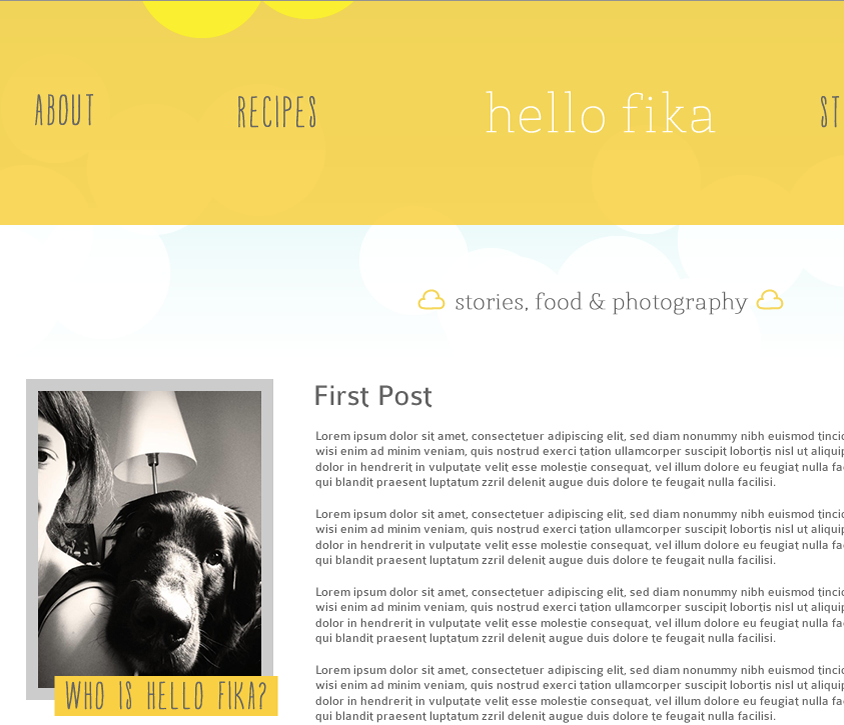 ABOUT
RECIPES
hello fika
ST
stories, food & photography
First Post
Lorem ipsum dolor sit amet, consectetuer adipiscing elit, sed diam nonummy nibh euismod tincid
wisi enim ad minim veniam, quis nostrud exerci tation ullamcorper suscipit lobortis nisl ut aliquip
dolor in hendrerit in vulputate velit esse molestie consequat, vel illum dolore eu feugiat nulla fac
qui blandit praesent luptatum zzril delenit augue duis dolore te feugait nulla facilisi.
Lorem ipsum dolor sit amet, consectetuer adipiscing elit, sed diam nonummy nibh euismod tincid
wisi enim ad minim veniam, quis nostrud exerci tation ullamcorper suscipit lobortis nisl ut aliquip
dolor in hendrerit in vulputate velit esse molestie consequat, vel illum dolore eu feugiat nulla fac
qui blandit praesent luptatum zzril delenit augue duis dolore te feugait nulla facilisi.
Lorem ipsum dolor sit amet, consectetuer adipiscing elit, sed diam nonummy nibh euismod tincid
wisi enim ad minim veniam, quis nostrud exerci tation ullamcorper suscipit lobortis nisl ut aliquip
dolor in hendrerit in vulputate velit esse molestie consequat, vel illum dolore eu feugiat nulla fac
qui blandit praesent luptatum zzril delenit augue duis dolore te feugait nulla facilisi.
Lorem ipsum dolor sit amet, consectetuer adipiscing elit, sed diam nonummy nibh euismod tincid
wisi enim ad minim veniam, quis nostrud exerci tation ullamcorper suscipit lobortis nisl ut aliquip
dolor in hendrerit in vulputate velit esse molestie consequat, vel illum dolore eu feugiat nulla fac
qui blandit praesent luptatum zzril delenit augue duis dolore te feugait nulla facilisi.
WHO IS HELLO FIKA?